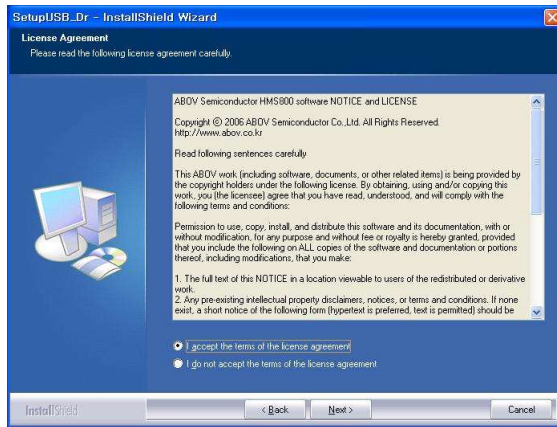 SetupUSB_Dr - InstallShield Wizard
License Agreement
Please read the following license agreement carefully.
ABOV Semiconductor HMS800 software NOTICE and LICENSE
Copyright © 2006 ABOV Semiconductor Co.,Ltd. All Rights Reserved.
http://www.abov.co.kr
Read following sentences carefully
This ABOV work (including software, documents, or other related items) is being provided by
the copyright holders under the following license. By obtaining, using and/or copying this
work, you (the licensee) agree that you have read, understood, and will comply with the
following terms and conditions:
Permission to use, copy, install, and distribute this software and its documentation, with or
without modification, for any purpose and without fee or royalty is hereby granted, provided
that you include the following on ALL copies of the software and documentation or portions
thereof, including modifications, that you make:
1. The full text of this NOTICE in a location viewable to users of the redistributed or derivative
work.
2. Any pre-existing intellectual property disclaimers, notices, or terms and conditions. If none
exist, a short notice of the following form (hypertext is preferred, text is permitted) should be
I accept the terms of the license agreement
I do not accept the terms of the license agreement
InstallShield
< Back
Next >
Cancel